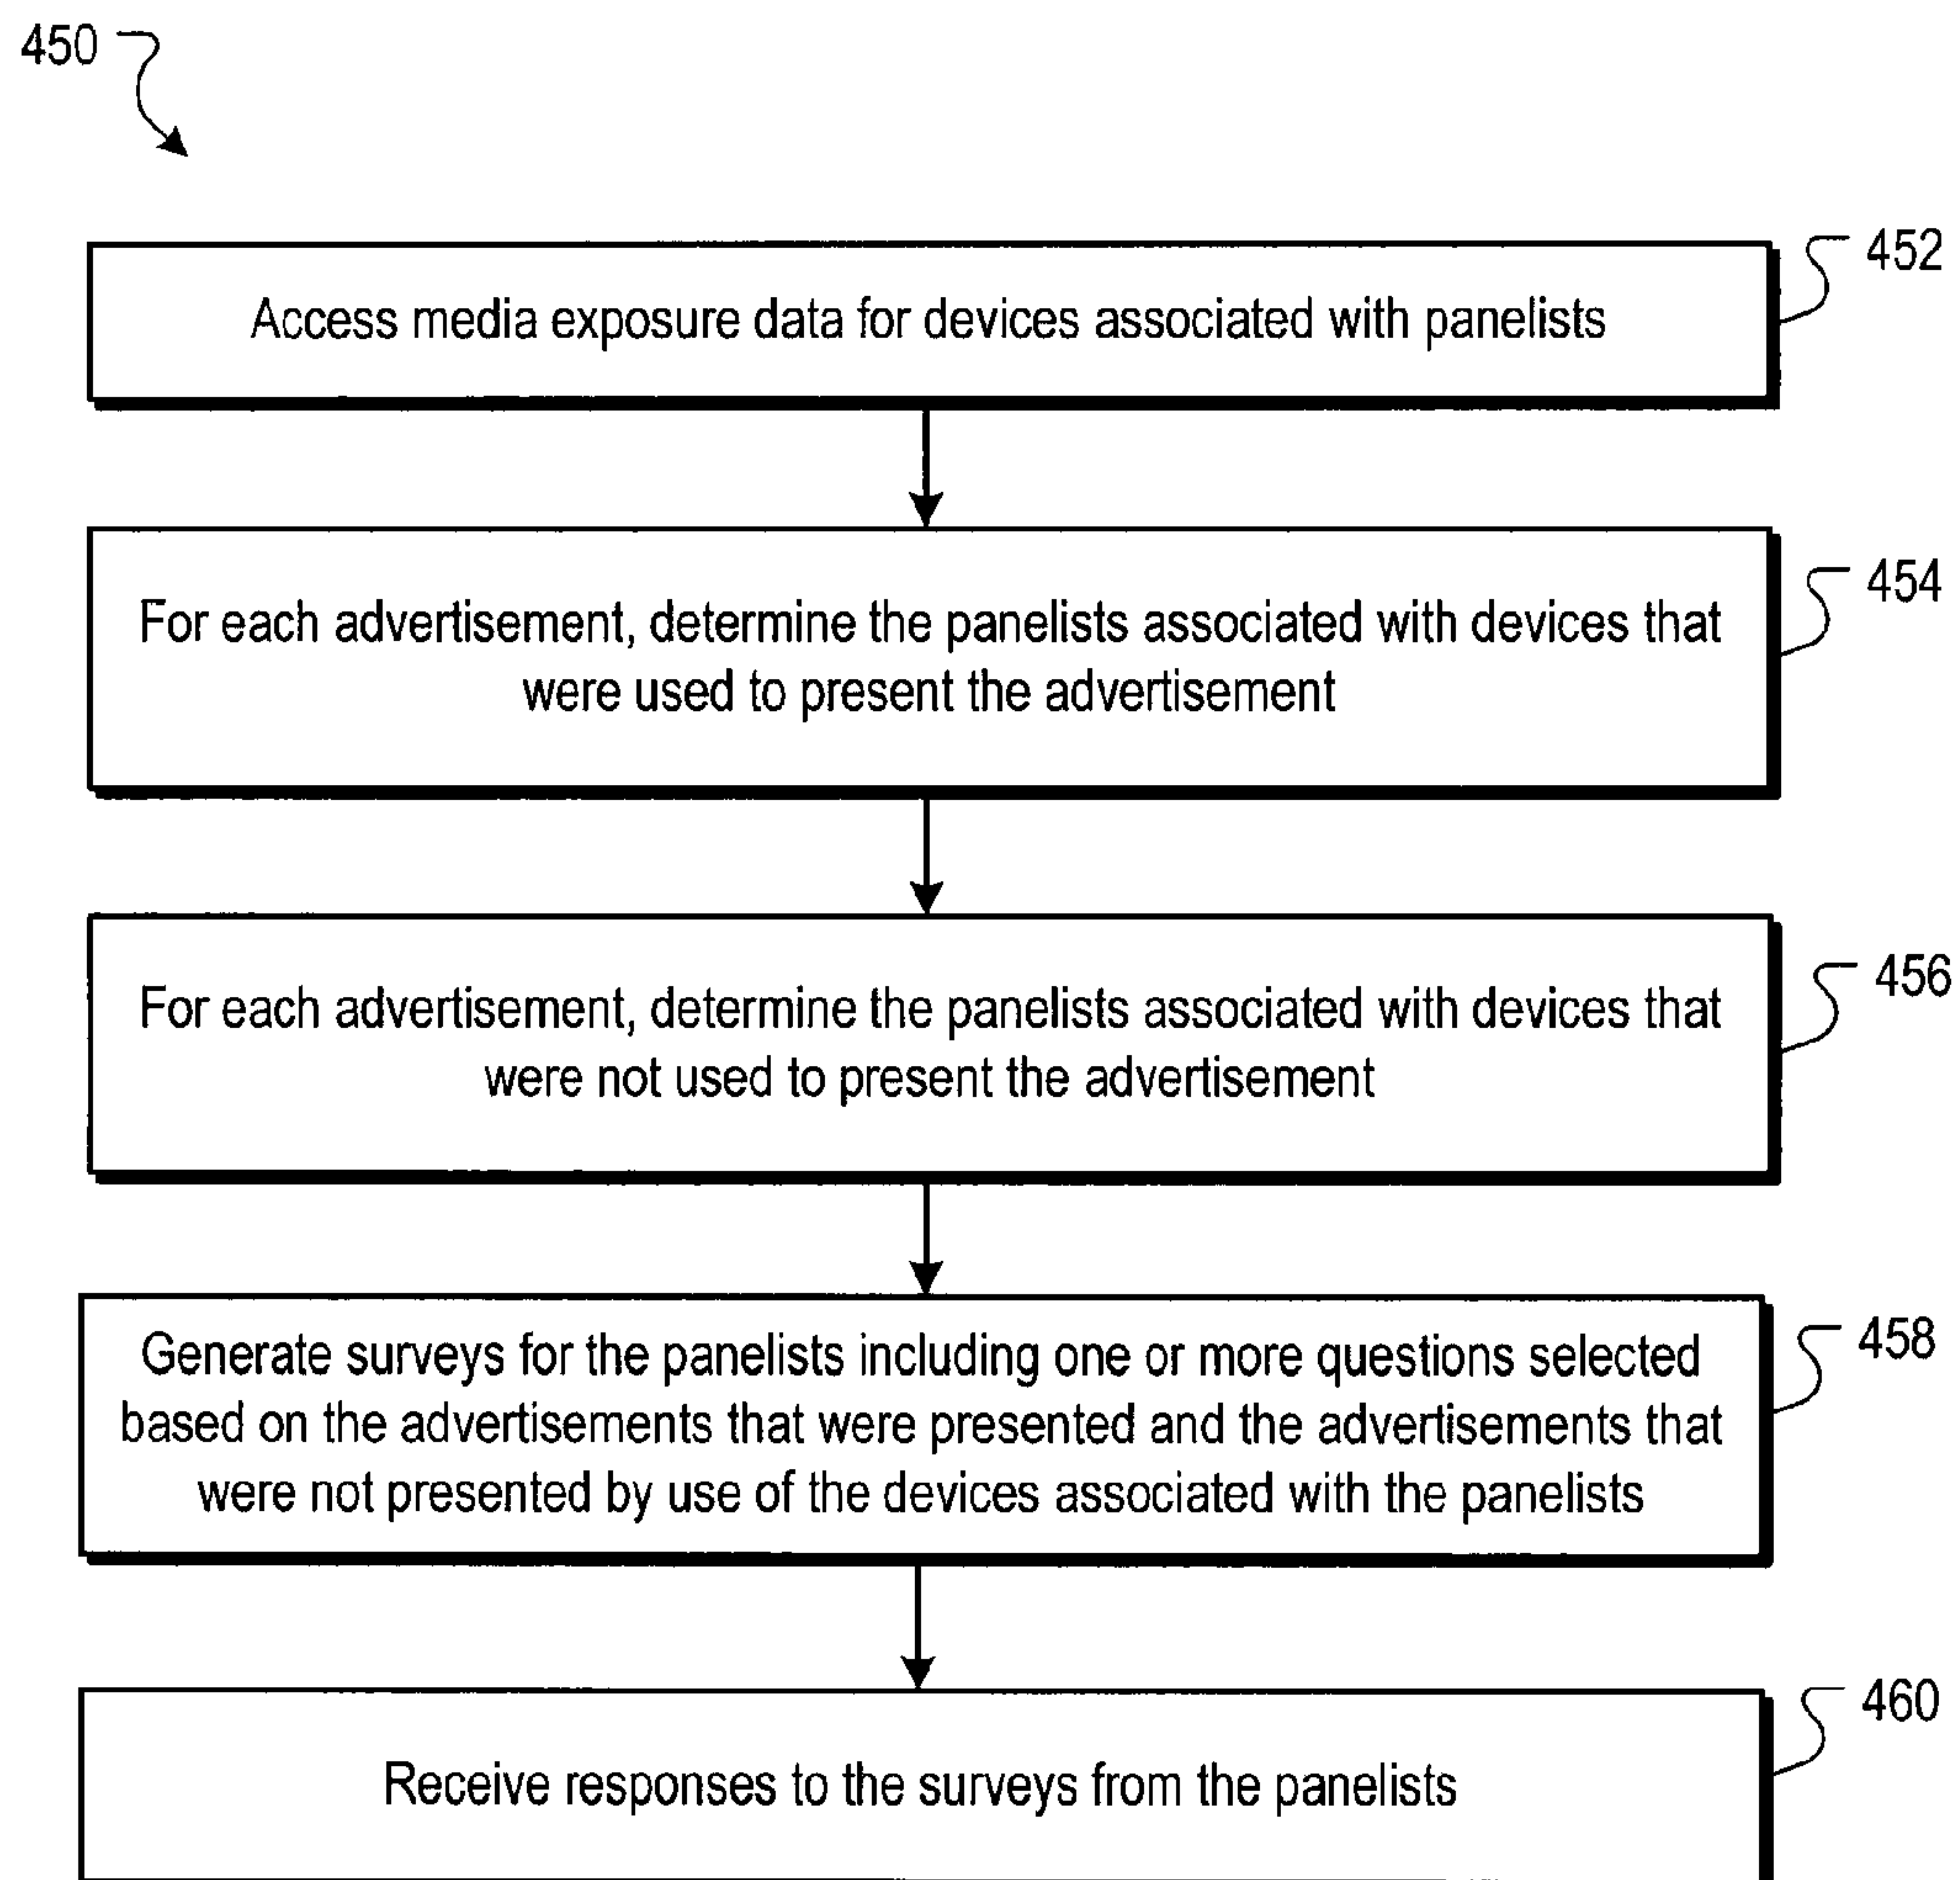 450
452
Access media exposure data for devices associated with panelists
454
For each advertisement, determine the panelists associated with devices that
were used to present the advertisement
456
For each advertisement, determine the panelists associated with devices that
were not used to present the advertisement
458
Generate surveys for the panelists including one or more questions selected
based on the advertisements that were presented and the advertisements that
were not presented by use of the devices associated with the panelists
460
Receive responses to the surveys from the panelists